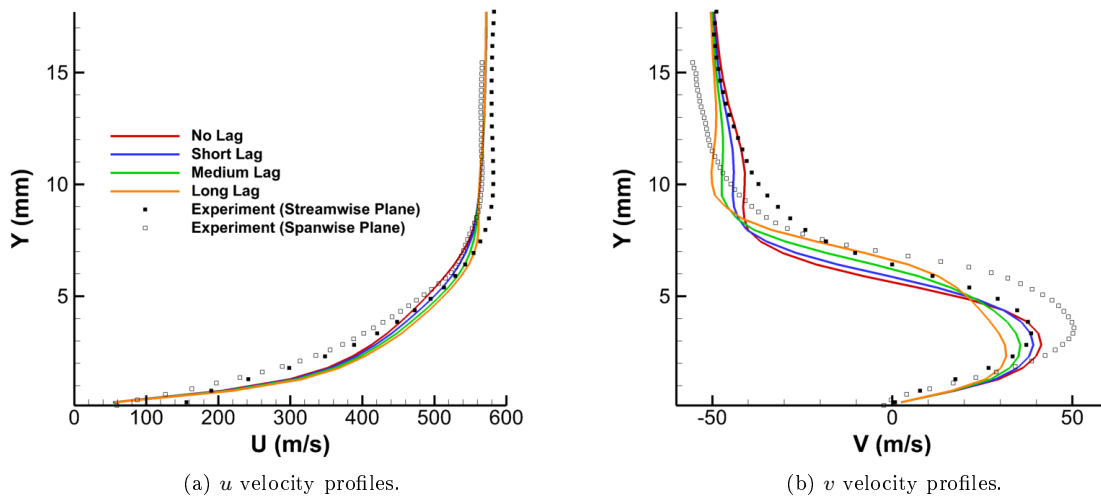 Y (mm)
15
10
5
No Lag
Short Lag
Medium Lag
Long Lag
Experiment (Streamwise Plane)
Experiment (Spanwise Plane)
0 100 200 300 400 500 600
U (m/s)
(a) u velocity profiles.
Y (mm)
15
10
5
-50 0 50
V (m/s)
(b) v velocity profiles.